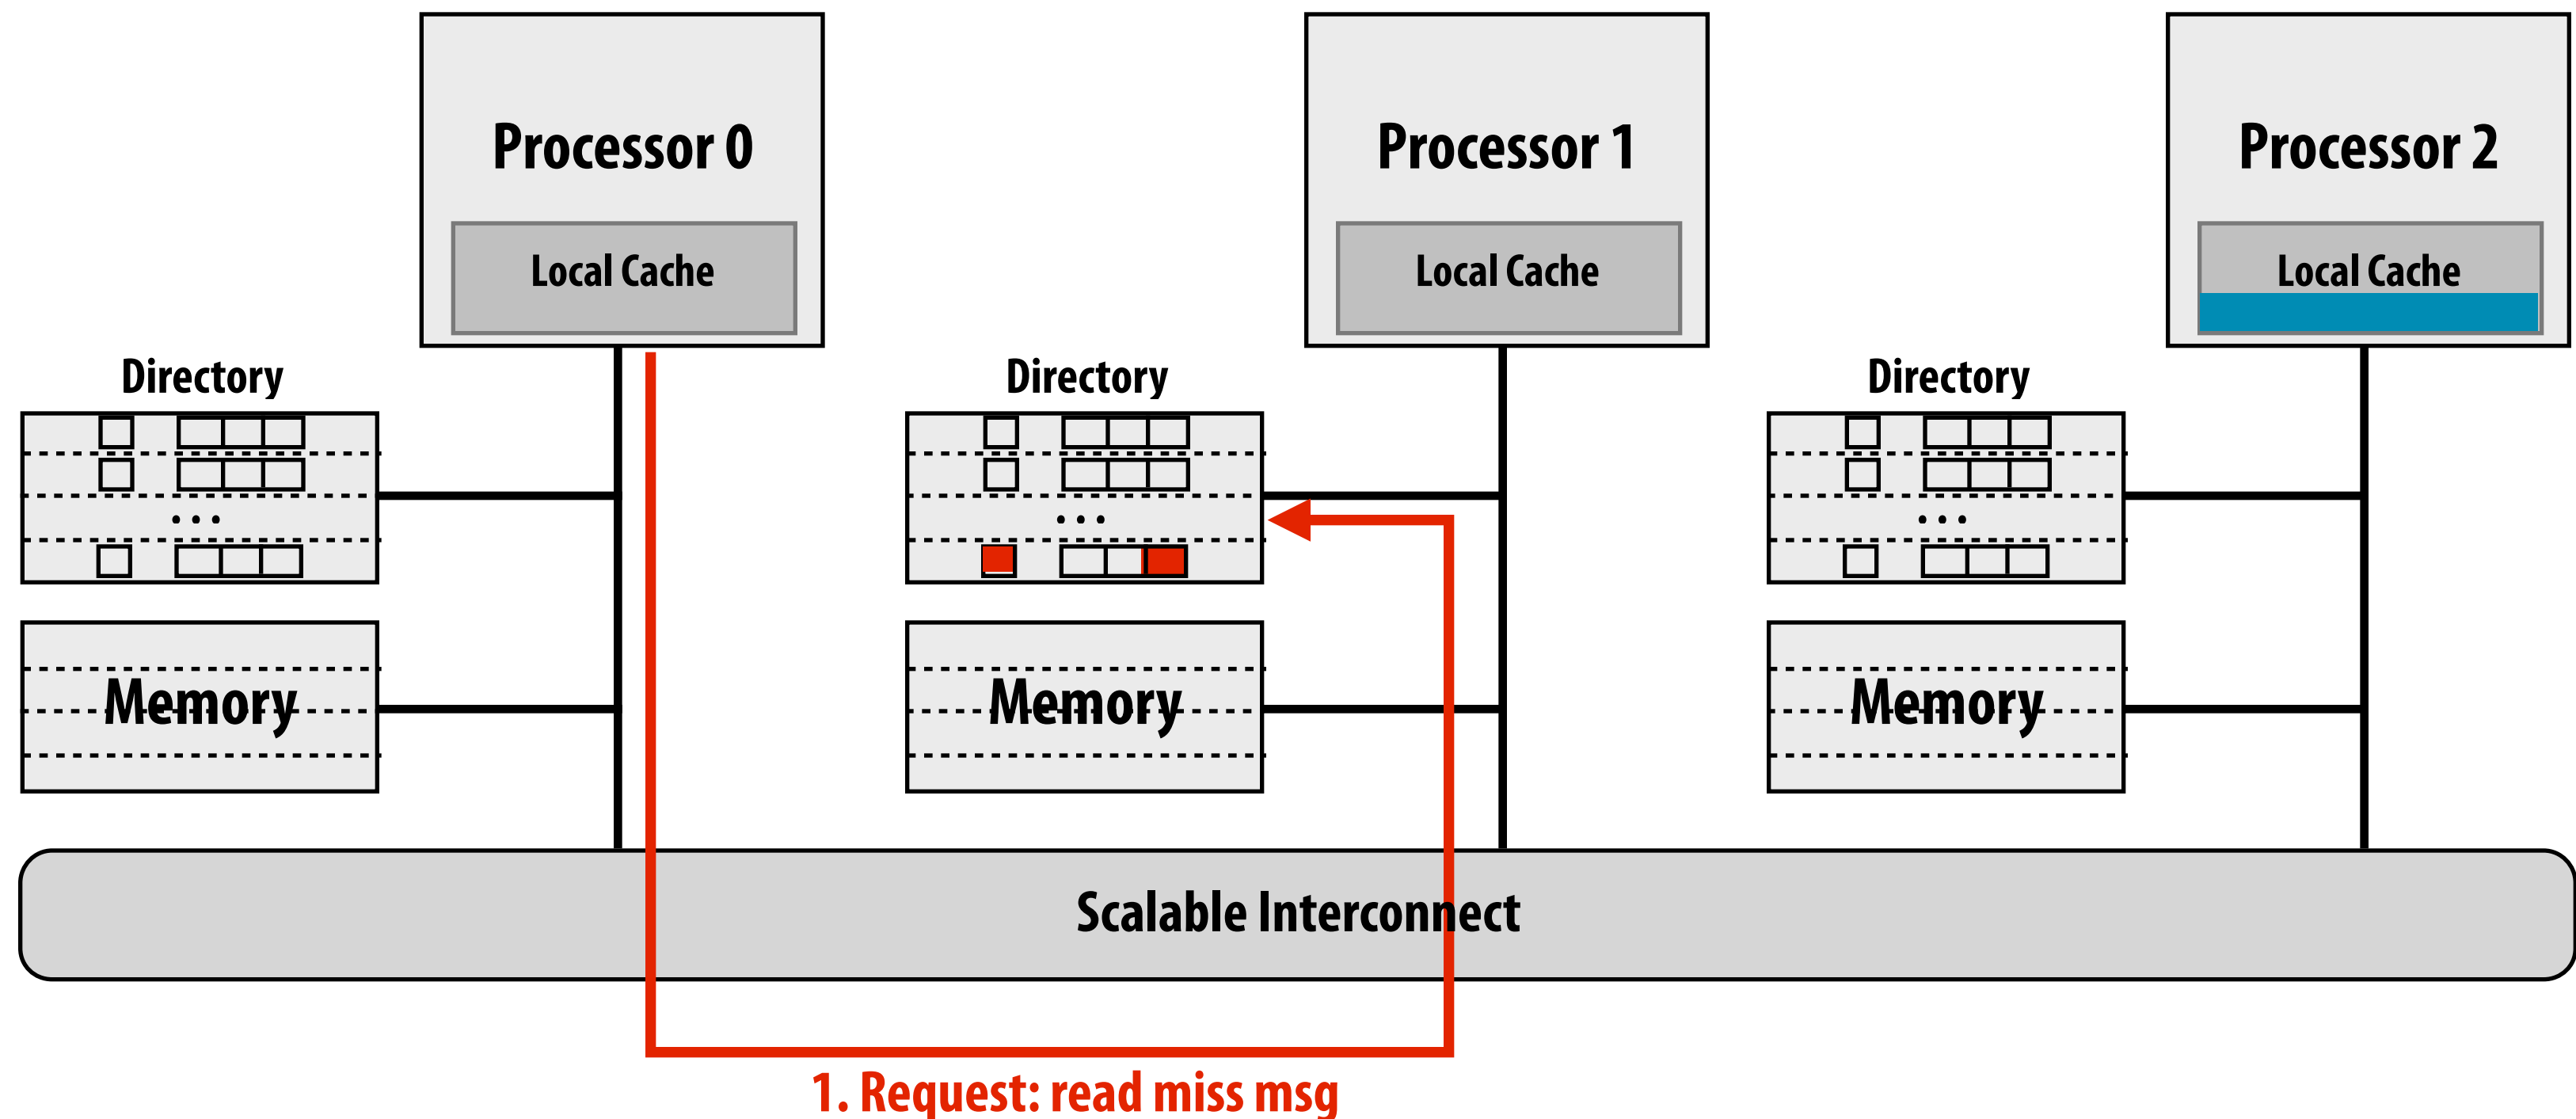 Processor 0
Processor 1
Processor 2
Local Cache
Local Cache
Local Cache
Directory
Directory
Directory
• • •
• • •
• • •
Memory
Memory
Memory
Scalable Interconnect
1. Request: read miss msg